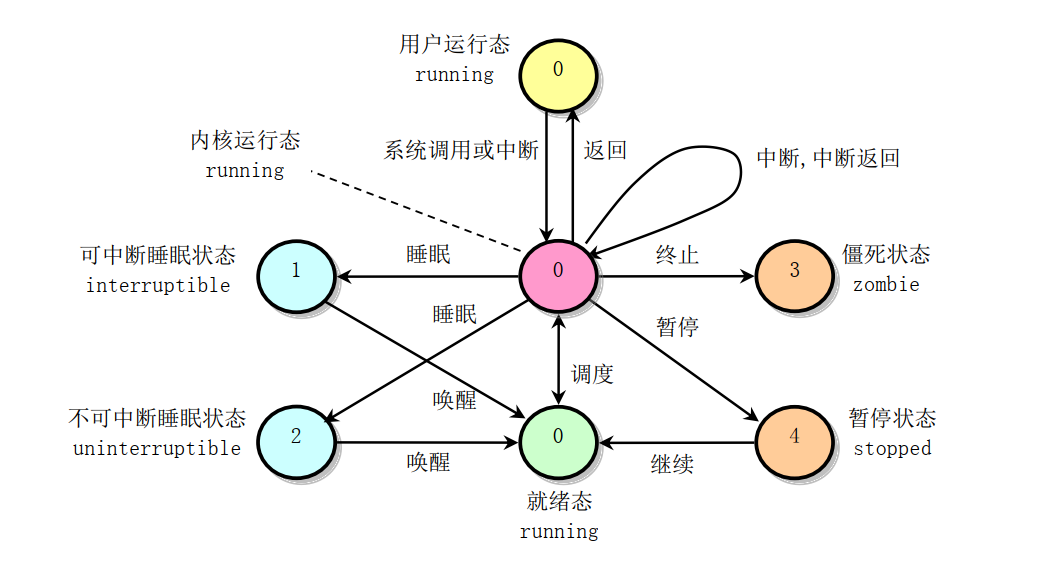 用户运行态
running
0
内核运行态
running
系统调用或中断
返回
中断,中断返回
可中断睡眠状态
interruptible
1
睡眠
0
终止
3
僵死状态
zombie
睡眠
暂停
调度
唤醒
不可中断睡眠状态
uninterruptible
2
唤醒
0
继续
4
暂停状态
stopped
就绪态
running